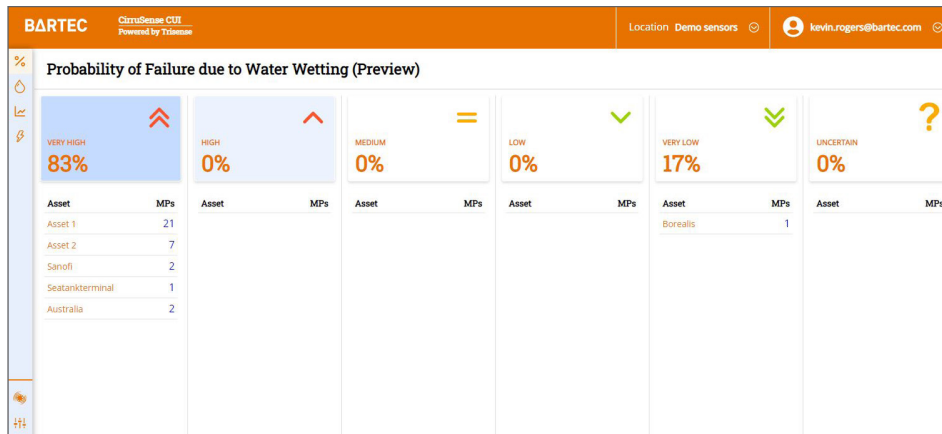 BARTEC
CirruSense CUI
Powered by Trisense
Location Demo sensors
kevin.rogers@bartec.com
Probability of Failure due to Water Wetting (Preview)
VERY HIGH
83%
HIGH
0%
MEDIUM
0%
LOW
0%
VERY LOW
17%
UNCERTAIN
0%
Asset MPs
Asset 1 21
Asset 2 7
Sanofi 2
Seatankterminal 1
Australia 2
Asset MPs
Asset MPs
Asset MPs
Asset MPs
Borealis 1
Asset MPs